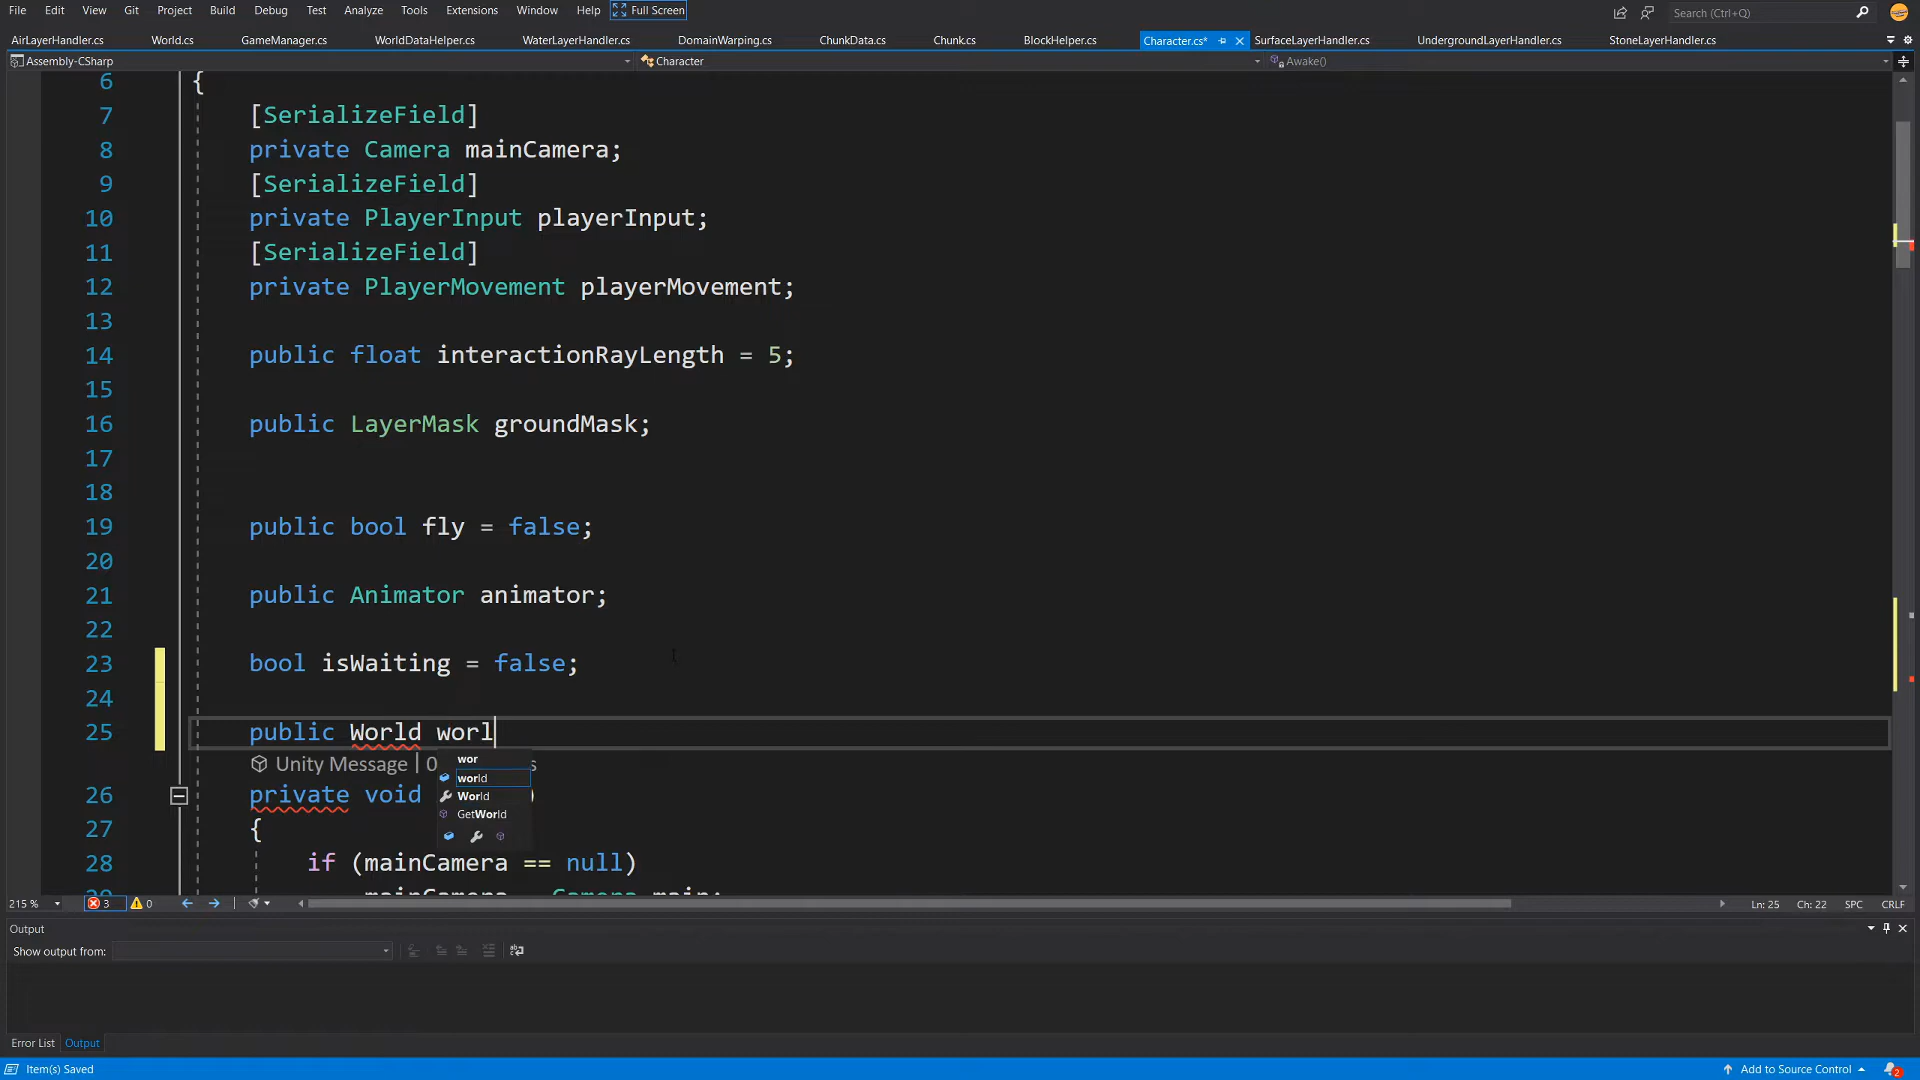 File Edit View Git Project Build Debug Test Analyze Tools Extensions Window Help Full Screen Search (Ctrl+Q)
AirLayerHandler.cs World.cs GameManager.cs WorldDataHelper.cs WaterLayerHandler.cs DomainWarping.cs ChunkData.cs Chunk.cs BlockHelper.cs Character.cs* SurfaceLayerHandler.cs UndergroundLayerHandler.cs StoneLayerHandler.cs
Assembly-CSharp Character Awake()
6 {
7 [SerializeField]
8 private Camera mainCamera;
9 [SerializeField]
10 private PlayerInput playerInput;
11 [SerializeField]
12 private PlayerMovement playerMovement;
13
14 public float interactionRayLength = 5;
15
16 public LayerMask groundMask;
17
18
19 public bool fly = false;
20
21 public Animator animator;
22
23 bool isWaiting = false;
24
25 public World worl
wor
Unity Message | 0 s
world
26 private void )
World
GetWorld
27 {
28 if (mainCamera == null)
29 mainCamera = Camera.main;
215 % 3 0 Ln: 25 Ch: 22 SPC CRLF
Output
Show output from:
Error List Output
Item(s) Saved Add to Source Control 2